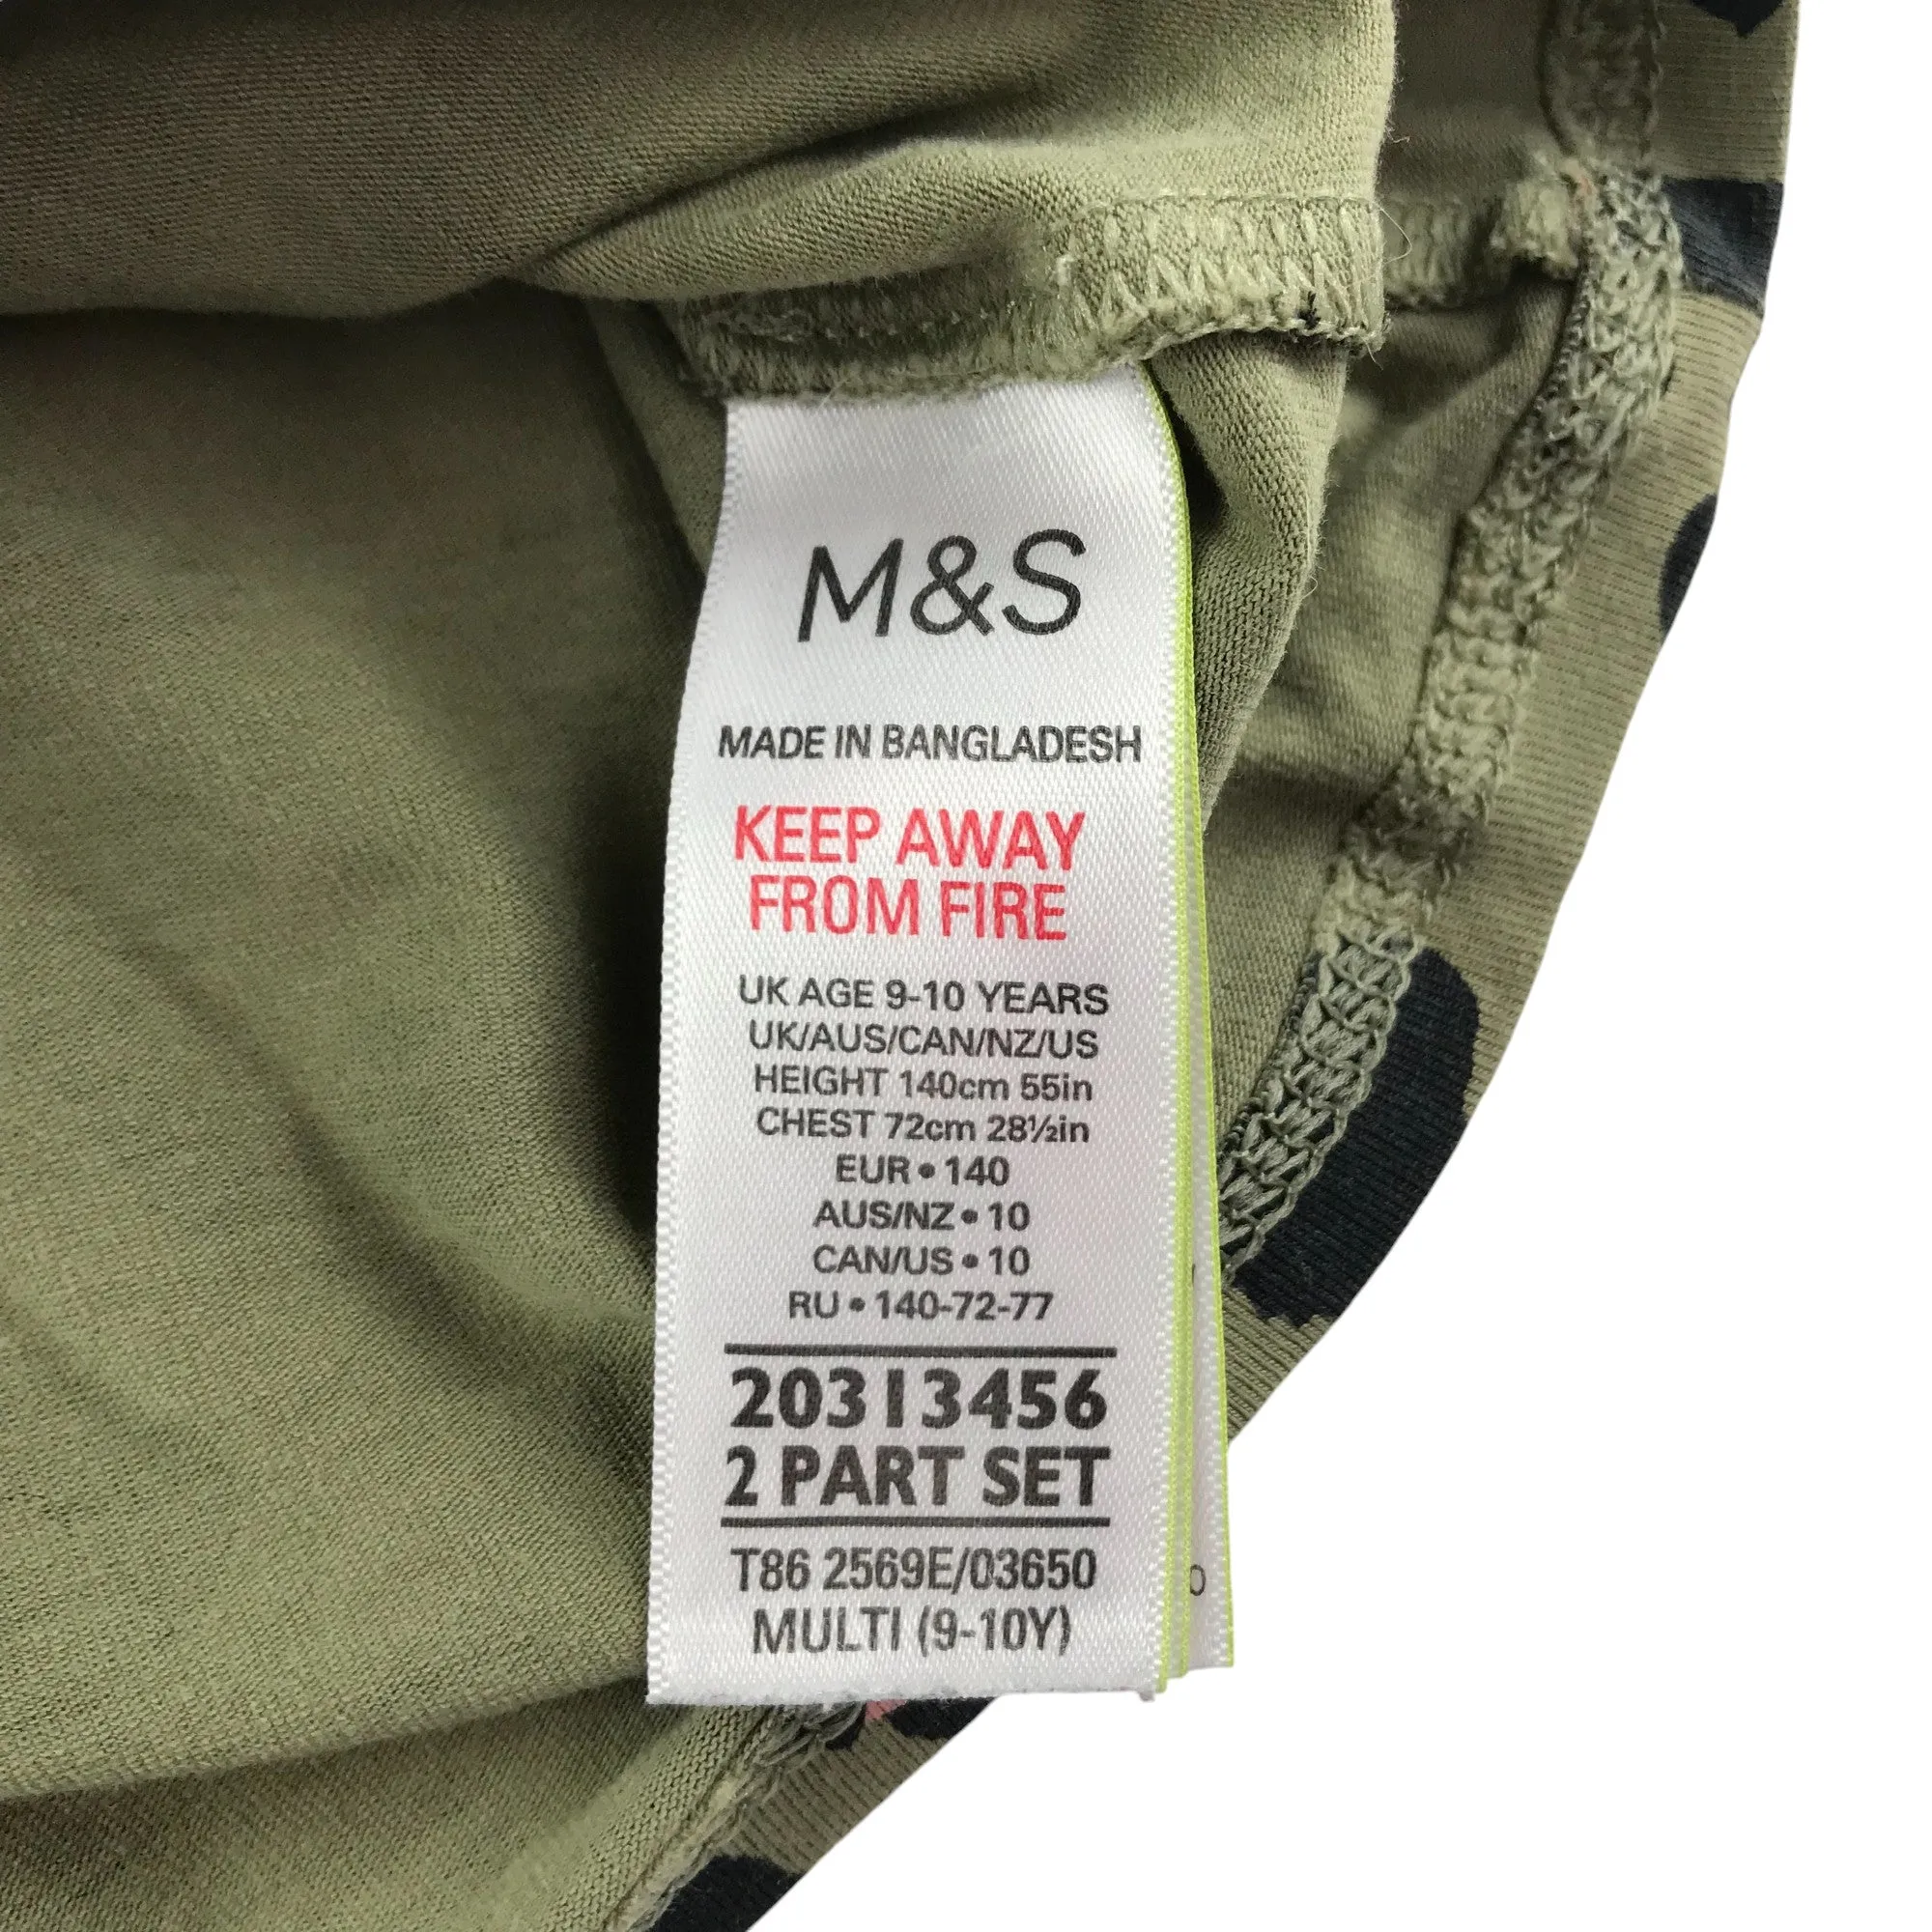 M&S
MADE IN BANGLADESH
KEEP AWAY
FROM FIRE
UK AGE 9-10 YEARS
UK/AUS/CAN/NZ/US
HEIGHT 140cm 55in
CHEST 72cm 28½in
EUR • 140
AUS/NZ • 10
CAN/US • 10
RU • 140-72-77
20313456
2 PART SET
T86 2569E/03650
MULTI (9-10Y)